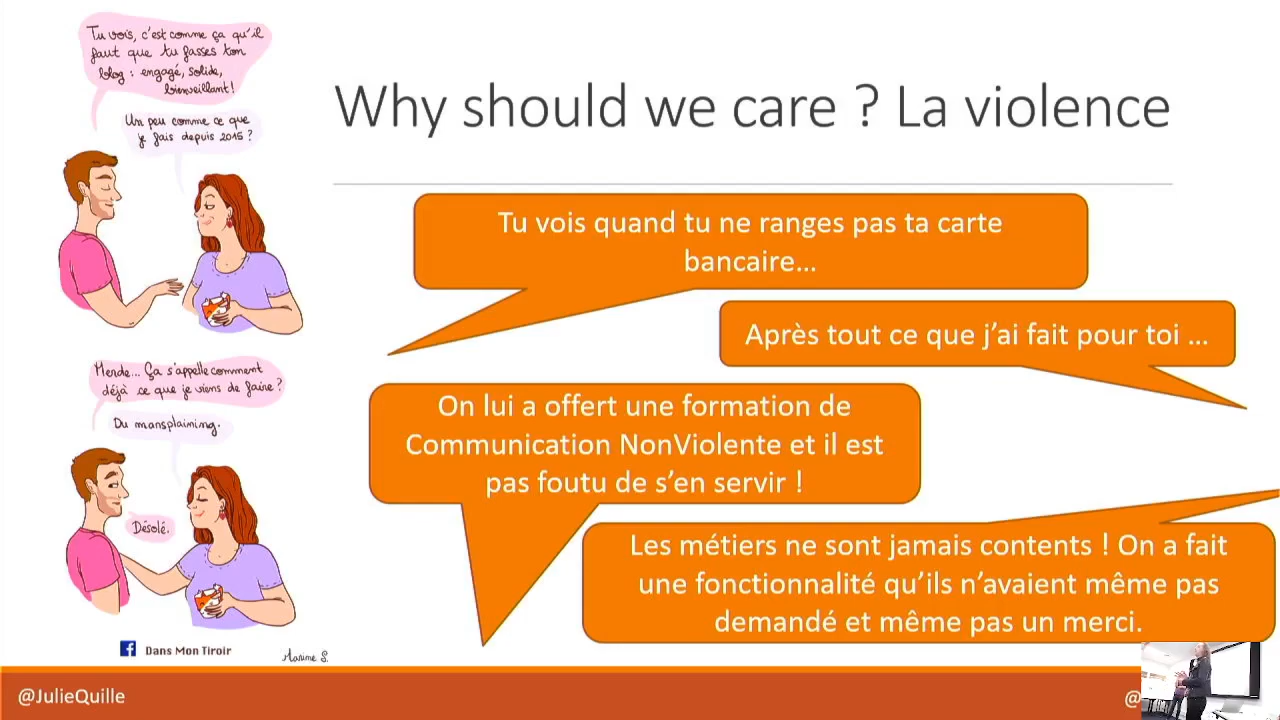 Tu vois, c'est comme ça qu'il
faut que tu fasses ton
blog : engagé, solide,
bienveillant !
Un peu comme ce que
je fais depuis 2015 ?
Merde... Ça s'appelle comment
déjà ce que je viens de faire ?
Du mansplaining.
Désolé.
Dans Mon Tiroir
Why should we care ? La violence
Tu vois quand tu ne ranges pas ta carte
bancaire...
Après tout ce que j'ai fait pour toi ...
On lui a offert une formation de
Communication NonViolente et il est
pas foutu de s'en servir !
Les métiers ne sont jamais contents ! On a fait
une fonctionnalité qu'ils n'avaient même pas
demandé et même pas un merci.
@JulieQuille
@